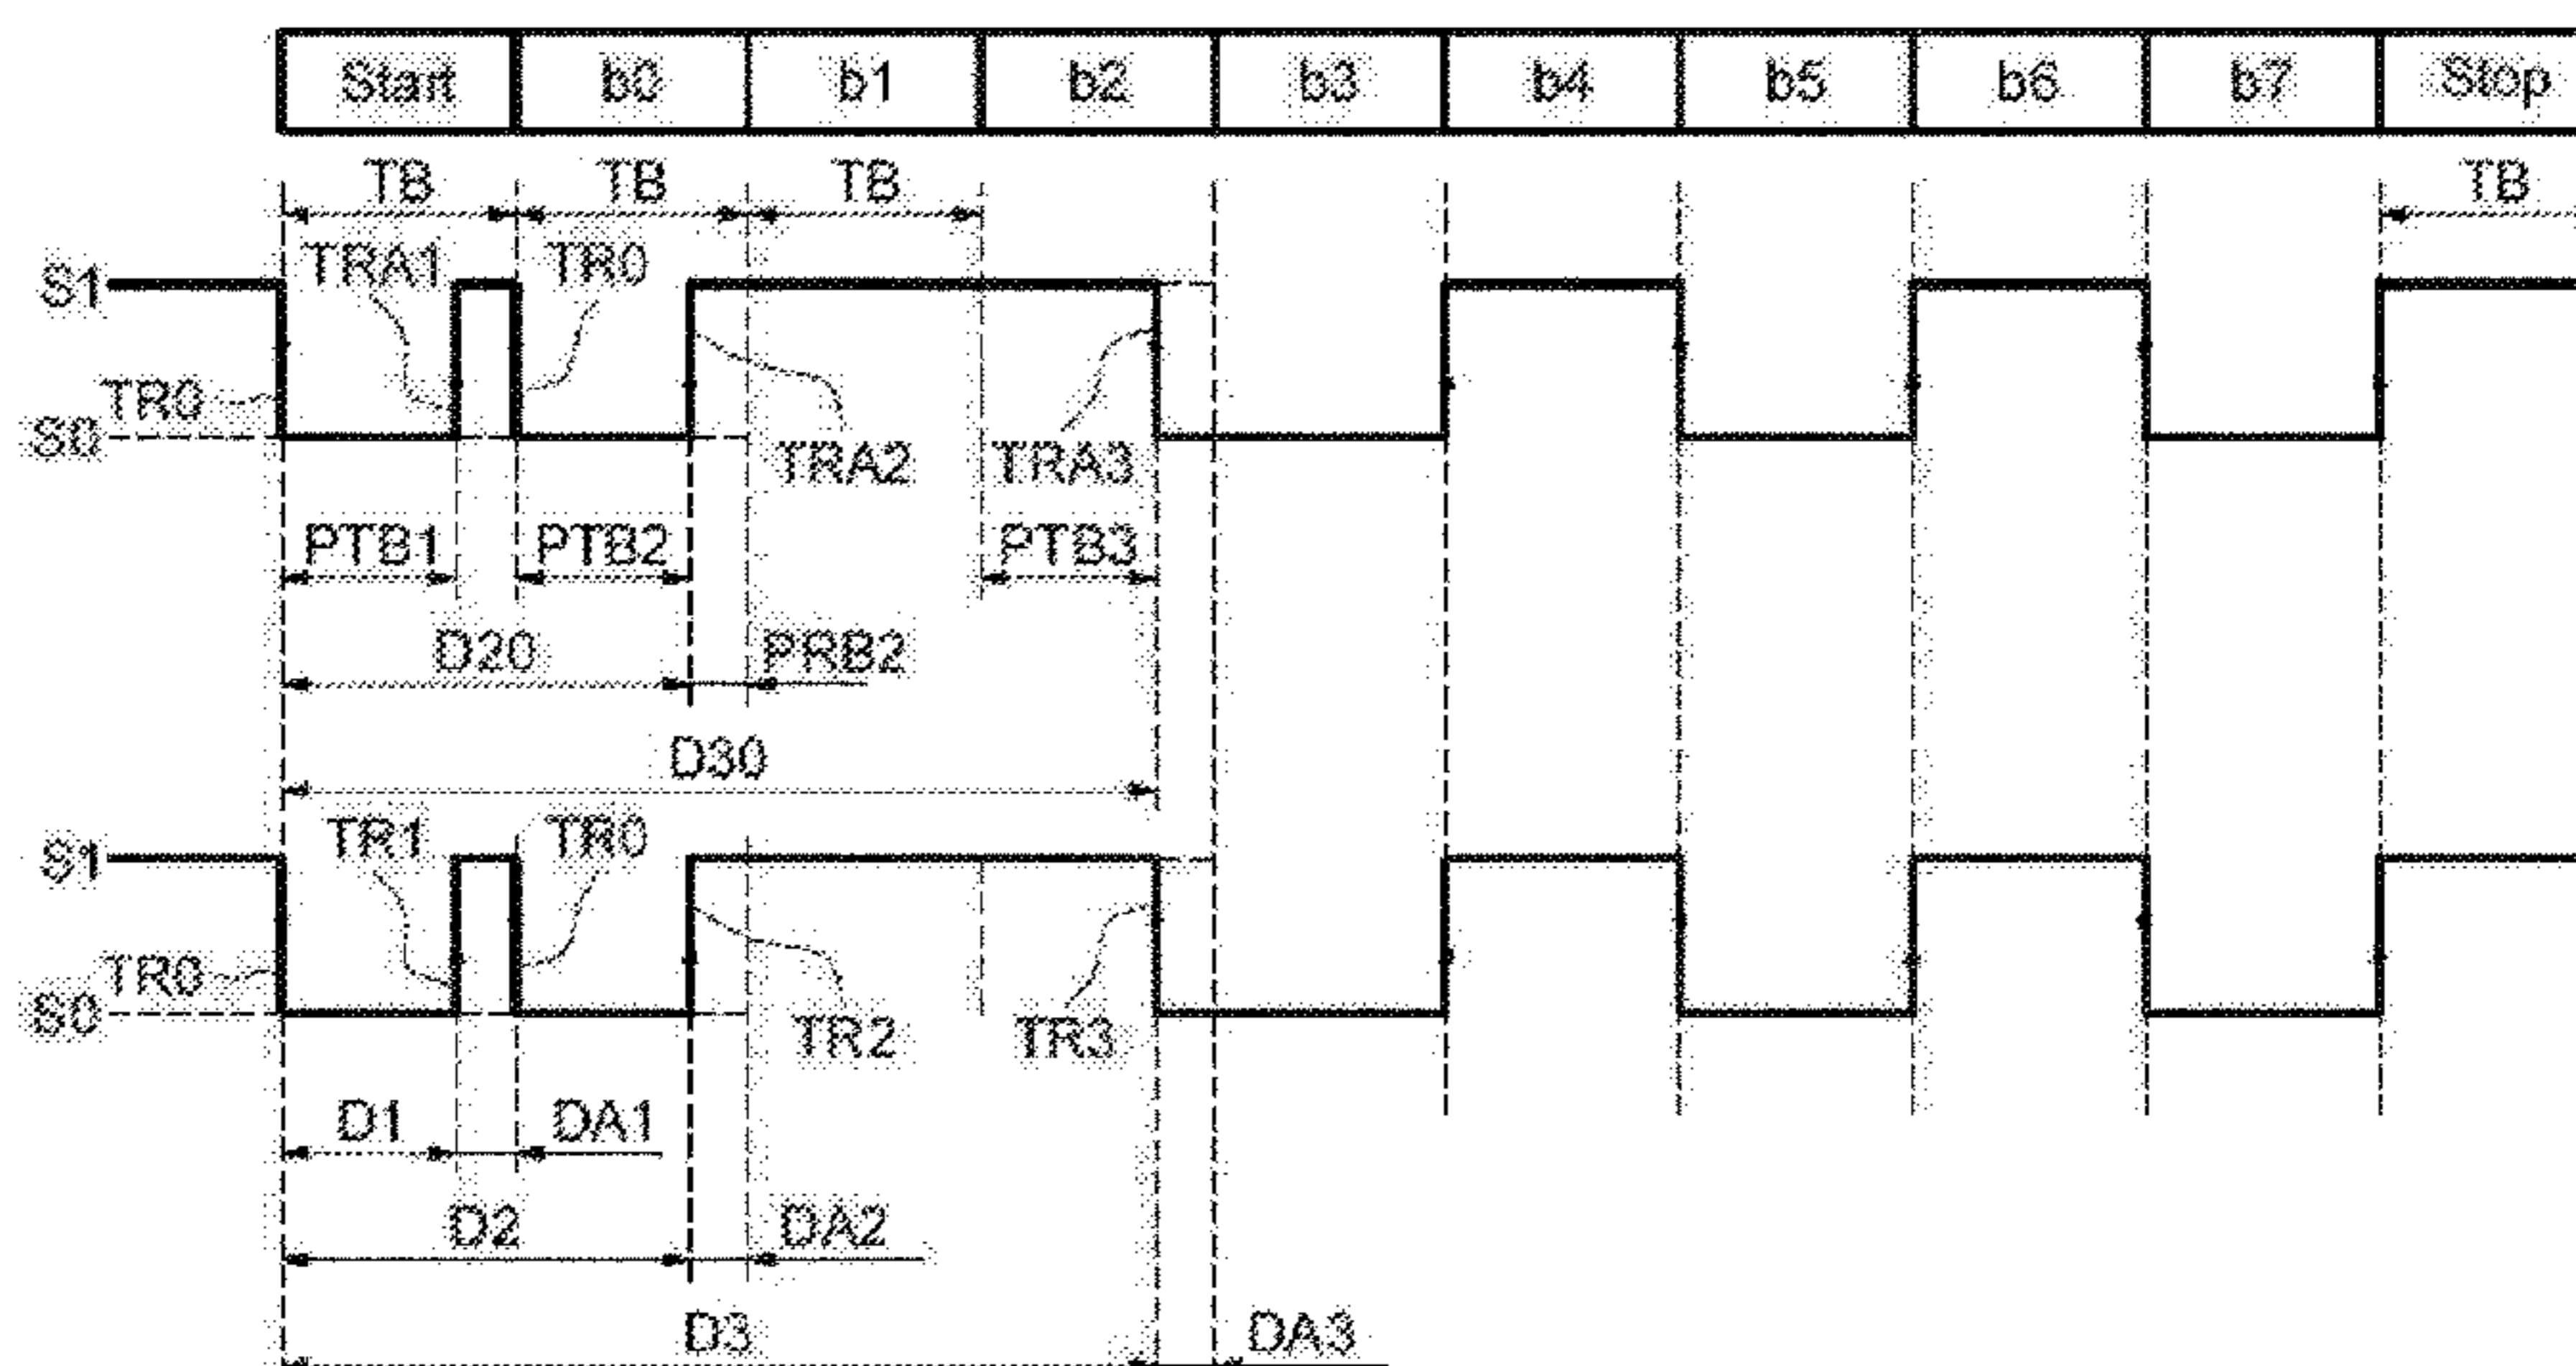 Start b0 b1 b2 b3 b4 b5 b6 b7 Stop
TB TB TB TB
TRA1 TR0
S1
TR0
S0
TRA2 TRA3
PTB1 PTB2 PTB3
D20 PRB2
D30
TR1 TR0
S1
TR0
S0
TR2 TR3
D1 DA1
D2 DA2
D3 DA3